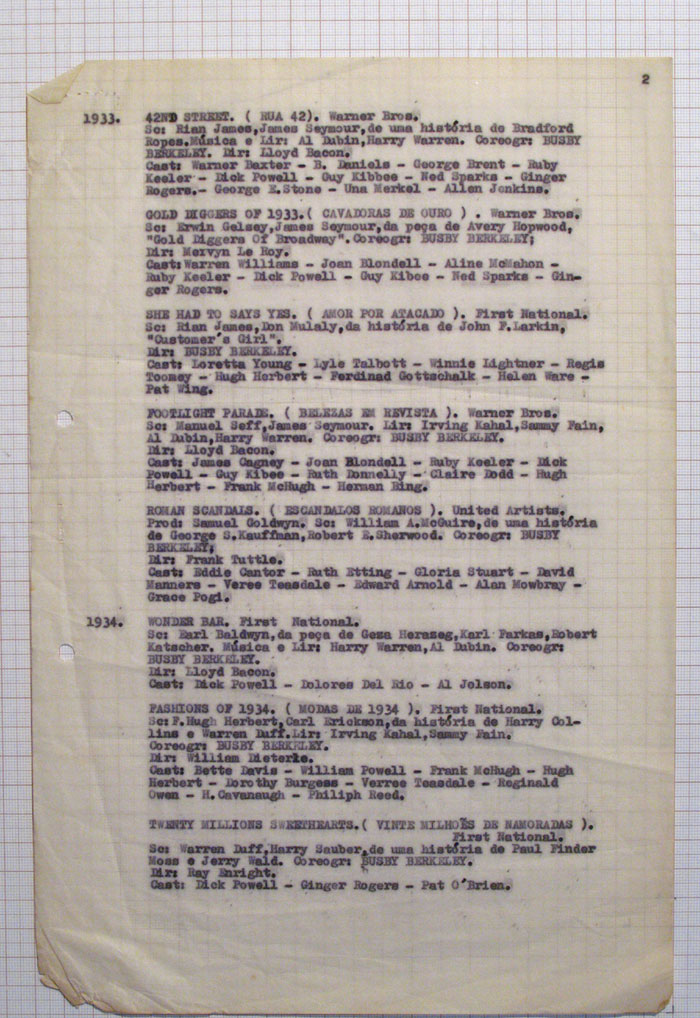 2
1933. 42ND STREET. ( RUA 42). Warner Bros.
Sc: Rian James,James Seymour,de uma história de Bradford
Ropes.Música e Lir: Al Dubin,Harry Warren. Coreogr: BUSBY
BERKELEY. Dir: Lloyd Bacon.
Cast: Warner Baxter - B. Daniels - George Brent - Ruby
Keeler - Dick Powell - Guy Kibbee - Ned Sparks - Ginger
Rogers.- George E.Stone - Una Merkel - Allen Jenkins.
GOLD DIGGERS OF 1933.( CAVADORAS DE OURO ) . Warner Bros.
Sc: Erwin Gelsey,James Seymour,da peça de Avery Hopwood,
"Gold Diggers Of Broadway".Coreogr: BUSBY BERKELEY;
Dir: Mervyn Le Roy.
Cast:Warren Williams - Joan Blondell - Aline McMahon -
Ruby Keeler - Dick Powell - Guy Kibee - Ned Sparks - Gin-
ger Rogers.
SHE HAD TO SAYS YES. ( AMOR POR ATACADO ). First National.
Sc: Rian James,Don Mulaly,da história de John F.Larkin,
"Customer's Girl".
Dir: BUSBY BERKELEY.
Cast: Loretta Young - Lyle Talbott - Winnie Lightner - Regis
Toomey - Hugh Herbert - Ferdinad Gottschalk - Helen Ware -
Pat Wing.
FOOTLIGHT PARADE. ( BELEZAS EM REVISTA ). Warner Bros.
Sc: Manuel Seff,James Seymour. Lir: Irving Kahal,Sammy Fain,
Al Dubin,Harry Warren. Coreogr: BUSBY BERKELEY.
Dir: Lloyd Bacon.
Cast: James Cagney - Joan Blondell - Ruby Keeler - Dick
Powell - Guy Kibee - Ruth Donnelly - Claire Dodd - Hugh
Herbert - Frank McHugh - Herman Bing.
ROMAN SCANDALS. ( ESCANDALOS ROMANOS ). United Artists.
Prod: Samuel Goldwyn. Sc: William A.McGuire,de uma história
de George S.Kauffman,Robert E.Sherwood. Coreogr: BUSBY
BERKELEY;
Dir: Frank Tuttle.
Cast: Eddie Cantor - Ruth Etting - Gloria Stuart - David
Manners - Veree Teasdale - Edward Arnold - Alan Mowbray -
Grace Pogi.
1934. WONDER BAR. First National.
Sc: Earl Baldwyn,da peça de Geza Herazeg,Karl Farkas,Robert
Katscher. Música e Lir: Harry Warren,Al Dubin. Coreogr:
BUSBY BERKELEY.
Dir: Lloyd Bacon.
Cast: Dick Powell - Dolores Del Rio - Al Jolson.
FASHIONS OF 1934. ( MODAS DE 1934 ). First National.
Sc:F.Hugh Herbert,Carl Erickson,da história de Harry Col-
lins e Warren Duff.Lir: Irving Kahal,Sammy Fain.
Coreogr: BUSBY BERKELEY.
Dir: William Dieterle.
Cast: Bette Davis - William Powell - Frank McHugh - Hugh
Herbert - Dorothy Burgess - Verree Teasdale - Reginald
Owen - H.Cavanaugh - Philiph Reed.
TWENTY MILLIONS SWEETHEARTS.( VINTE MILHOES DE NAMORADAS ).
First National.
Sc: Warren Duff,Harry Sauber,de uma história de Paul Finder
Moss e Jerry Wald. Coreogr: BUSBY BERKELEY.
Dir: Ray Enright.
Cast: Dick Powell - Ginger Rogers - Pat O'Brien.